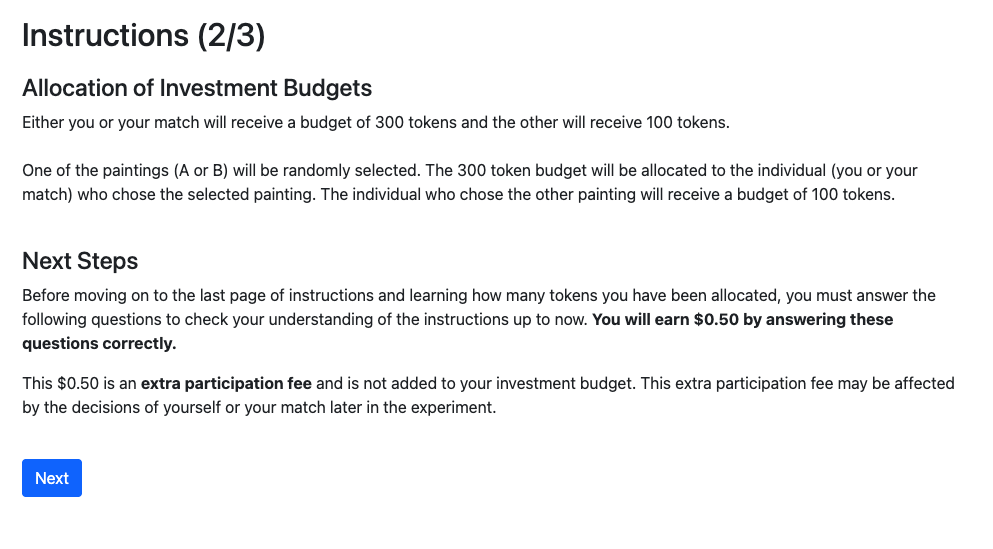 Instructions (2/3)
Allocation of Investment Budgets
Either you or your match will receive a budget of 300 tokens and the other will receive 100 tokens.
One of the paintings (A or B) will be randomly selected. The 300 token budget will be allocated to the individual (you or your
match) who chose the selected painting. The individual who chose the other painting will receive a budget of 100 tokens.
Next Steps
Before moving on to the last page of instructions and learning how many tokens you have been allocated, you must answer the
following questions to check your understanding of the instructions up to now. You will earn $0.50 by answering these
questions correctly.
This $0.50 is an extra participation fee and is not added to your investment budget. This extra participation fee may be affected
by the decisions of yourself or your match later in the experiment.
Next